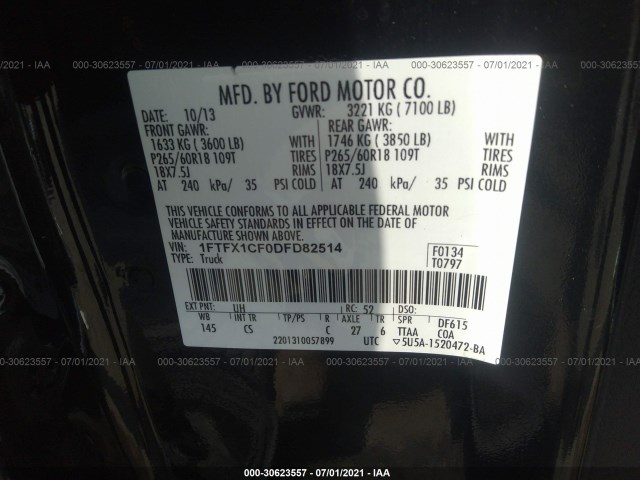 000-30623557 - 07/01/2021 - IAA 000-30623557 - 07/01/2021 - IAA 000-30623557 - 07/01/2021 - IAA
MFD. BY FORD MOTOR CO.
DATE: 10/13 GVWR: 3221 KG ( 7100 LB)
FRONT GAWR: REAR GAWR:
1633 KG ( 3600 LB) WITH 1746 KG ( 3850 LB) WITH
P265/60R18 109T TIRES P265/60R18 109T TIRES
18X7.5J RIMS 18X7.5J RIMS
AT 240 kPa/ 35 PSI COLD AT 240 kPa/ 35 PSI COLD
THIS VEHICLE CONFORMS TO ALL APPLICABLE FEDERAL MOTOR
VEHICLE SAFETY STANDARDS IN EFFECT ON THE DATE OF
MANUFACTURE SHOWN ABOVE.
VIN: 1FTFX1CF0DFD82514 F0134
TYPE: Truck T0797
EXT PNT: UH RC: 52 DSO:
WB INT TR TP/PS R AXLE TR SPR DF615
145 CS C 27 6 TTAA COA
2201310057899 UTC ▽5U5A-1520472-BA
000-30623557 - 07/01/2021 - IAA 000-30623557 - 07/01/2021 - IAA
000-30623557 - 07/01/2021 - IAA